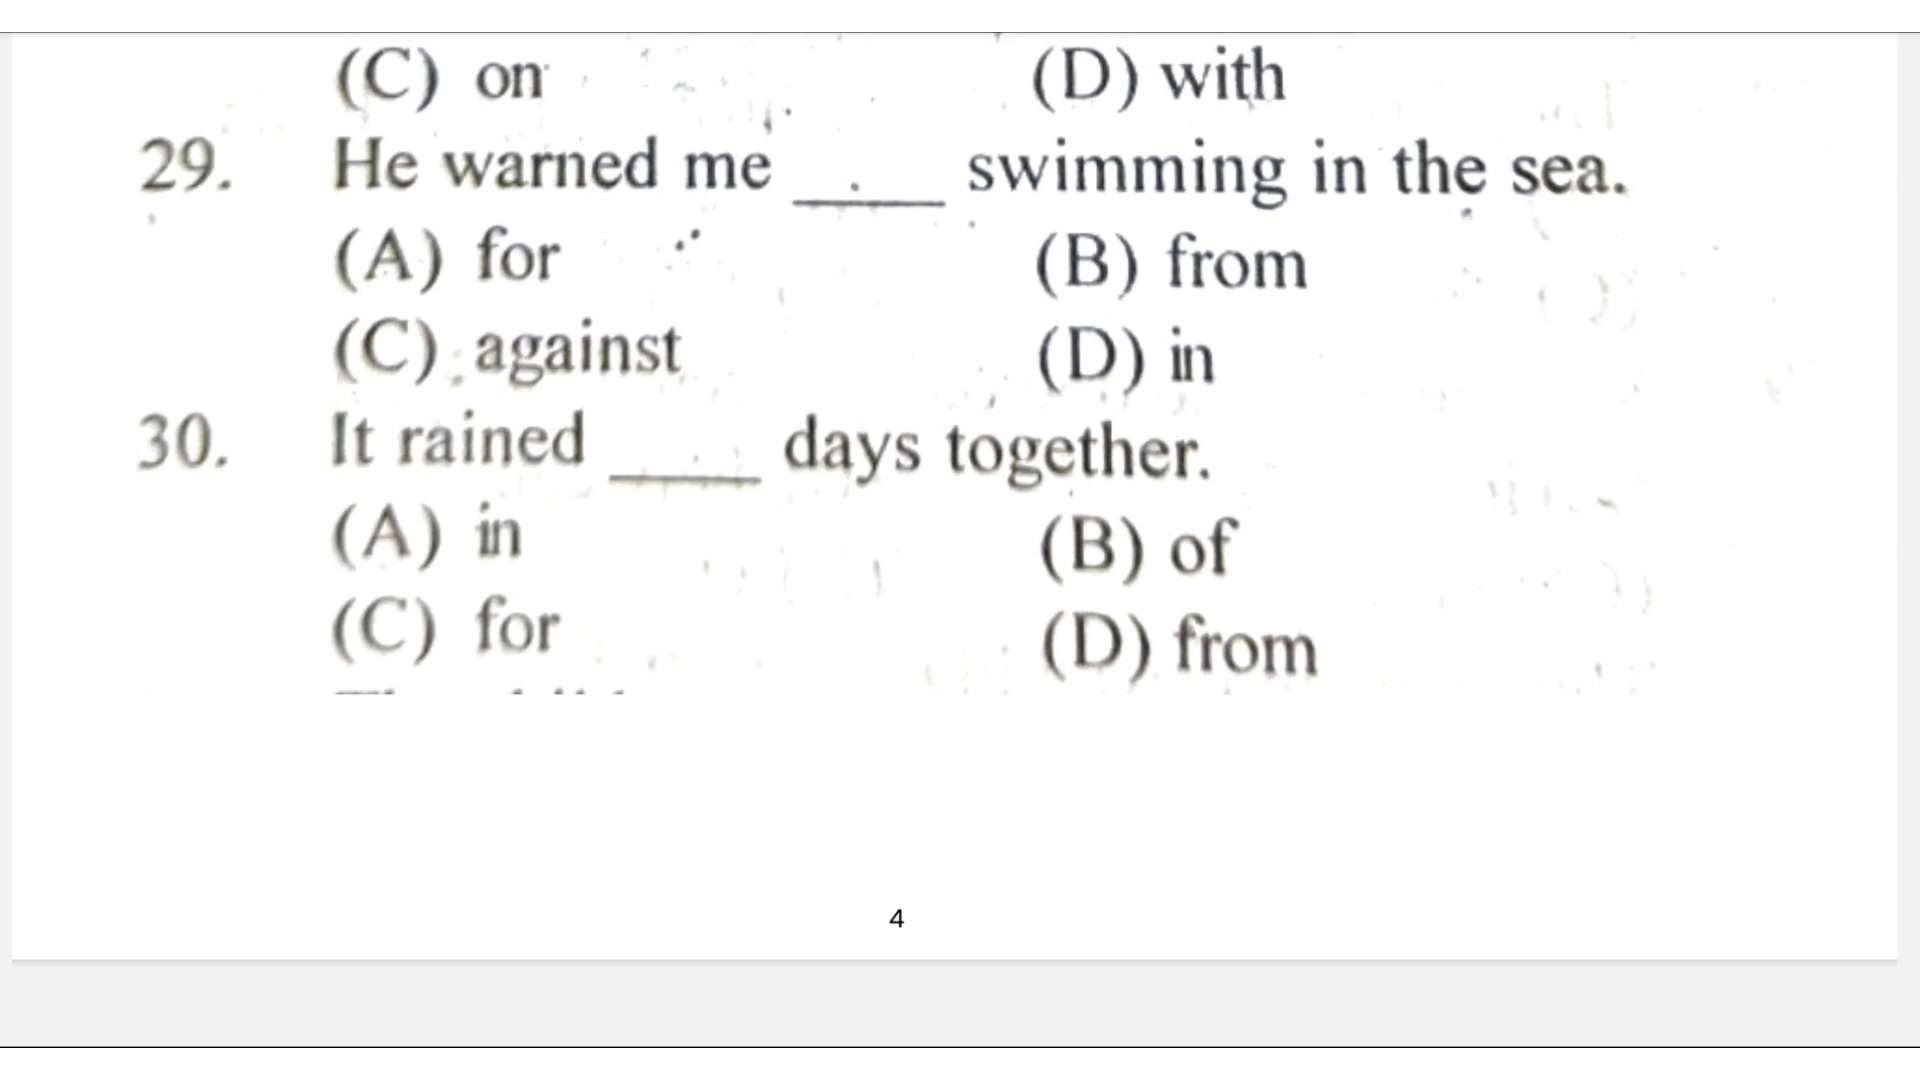 (C) on (D) with
29. He warned me ____ swimming in the sea.
(A) for (B) from
(C) against (D) in
30. It rained ____ days together.
(A) in (B) of
(C) for (D) from
4